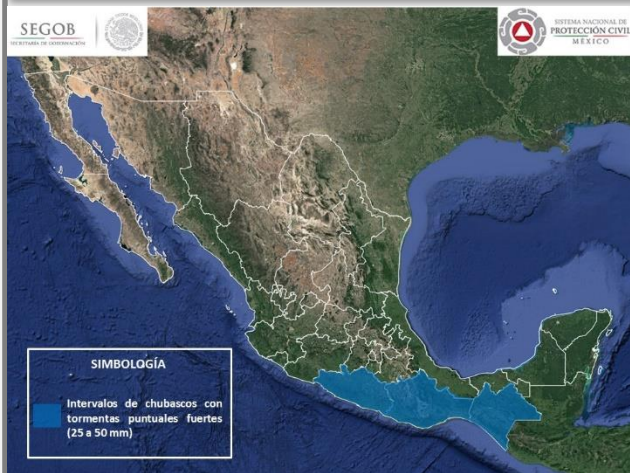 SEGOB
SECRETARÍA DE GOBERNACIÓN
SISTEMA NACIONAL DE
PROTECCIÓN CIVIL
MÉXICO
SIMBOLOGÍA
Intervalos de chubascos con
tormentas puntuales fuertes
(25 a 50 mm)